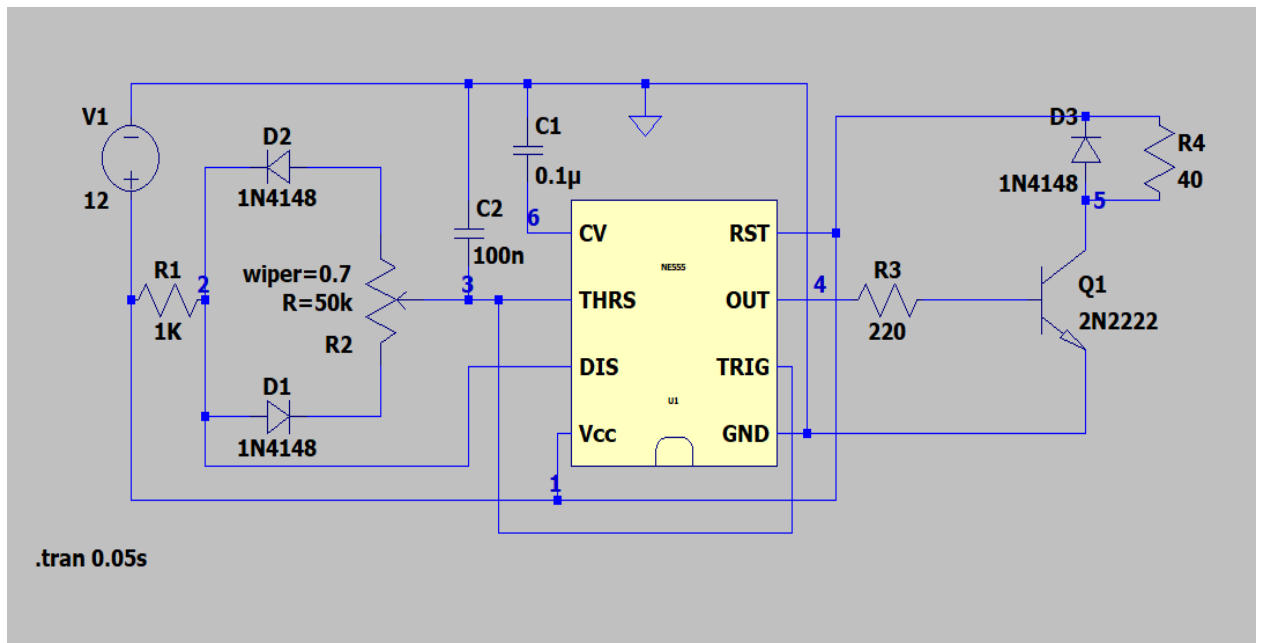 V1
12
D2
1N4148
R1
2
1K
wiper=0.7
R=50k
R2
D1
1N4148
C1
0.1µ
6
C2
100n
3
CV
RST
NE555
THRS
OUT
DIS
TRIG
U1
Vcc
GND
1
4
R3
220
D3
1N4148
R4
40
5
Q1
2N2222
.tran 0.05s